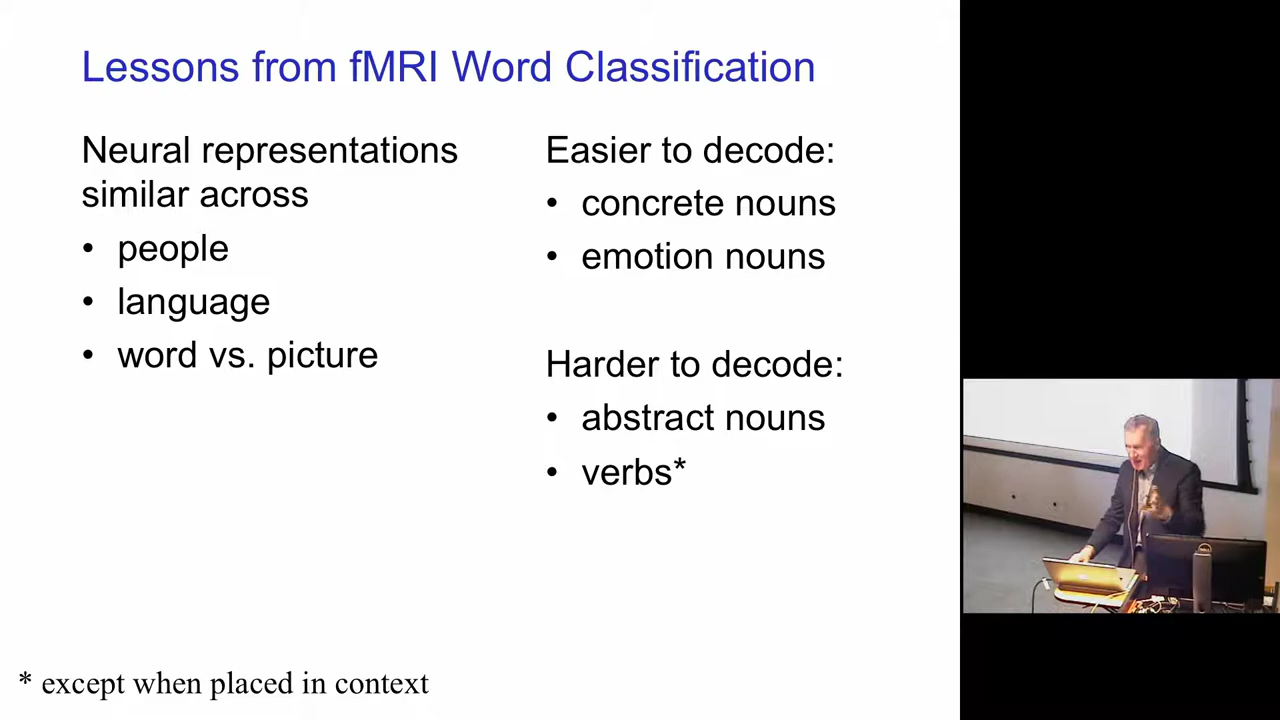 Lessons from fMRI Word Classification
Neural representations
similar across
• people
• language
• word vs. picture
Easier to decode:
• concrete nouns
• emotion nouns
Harder to decode:
• abstract nouns
• verbs*
* except when placed in context
DELL